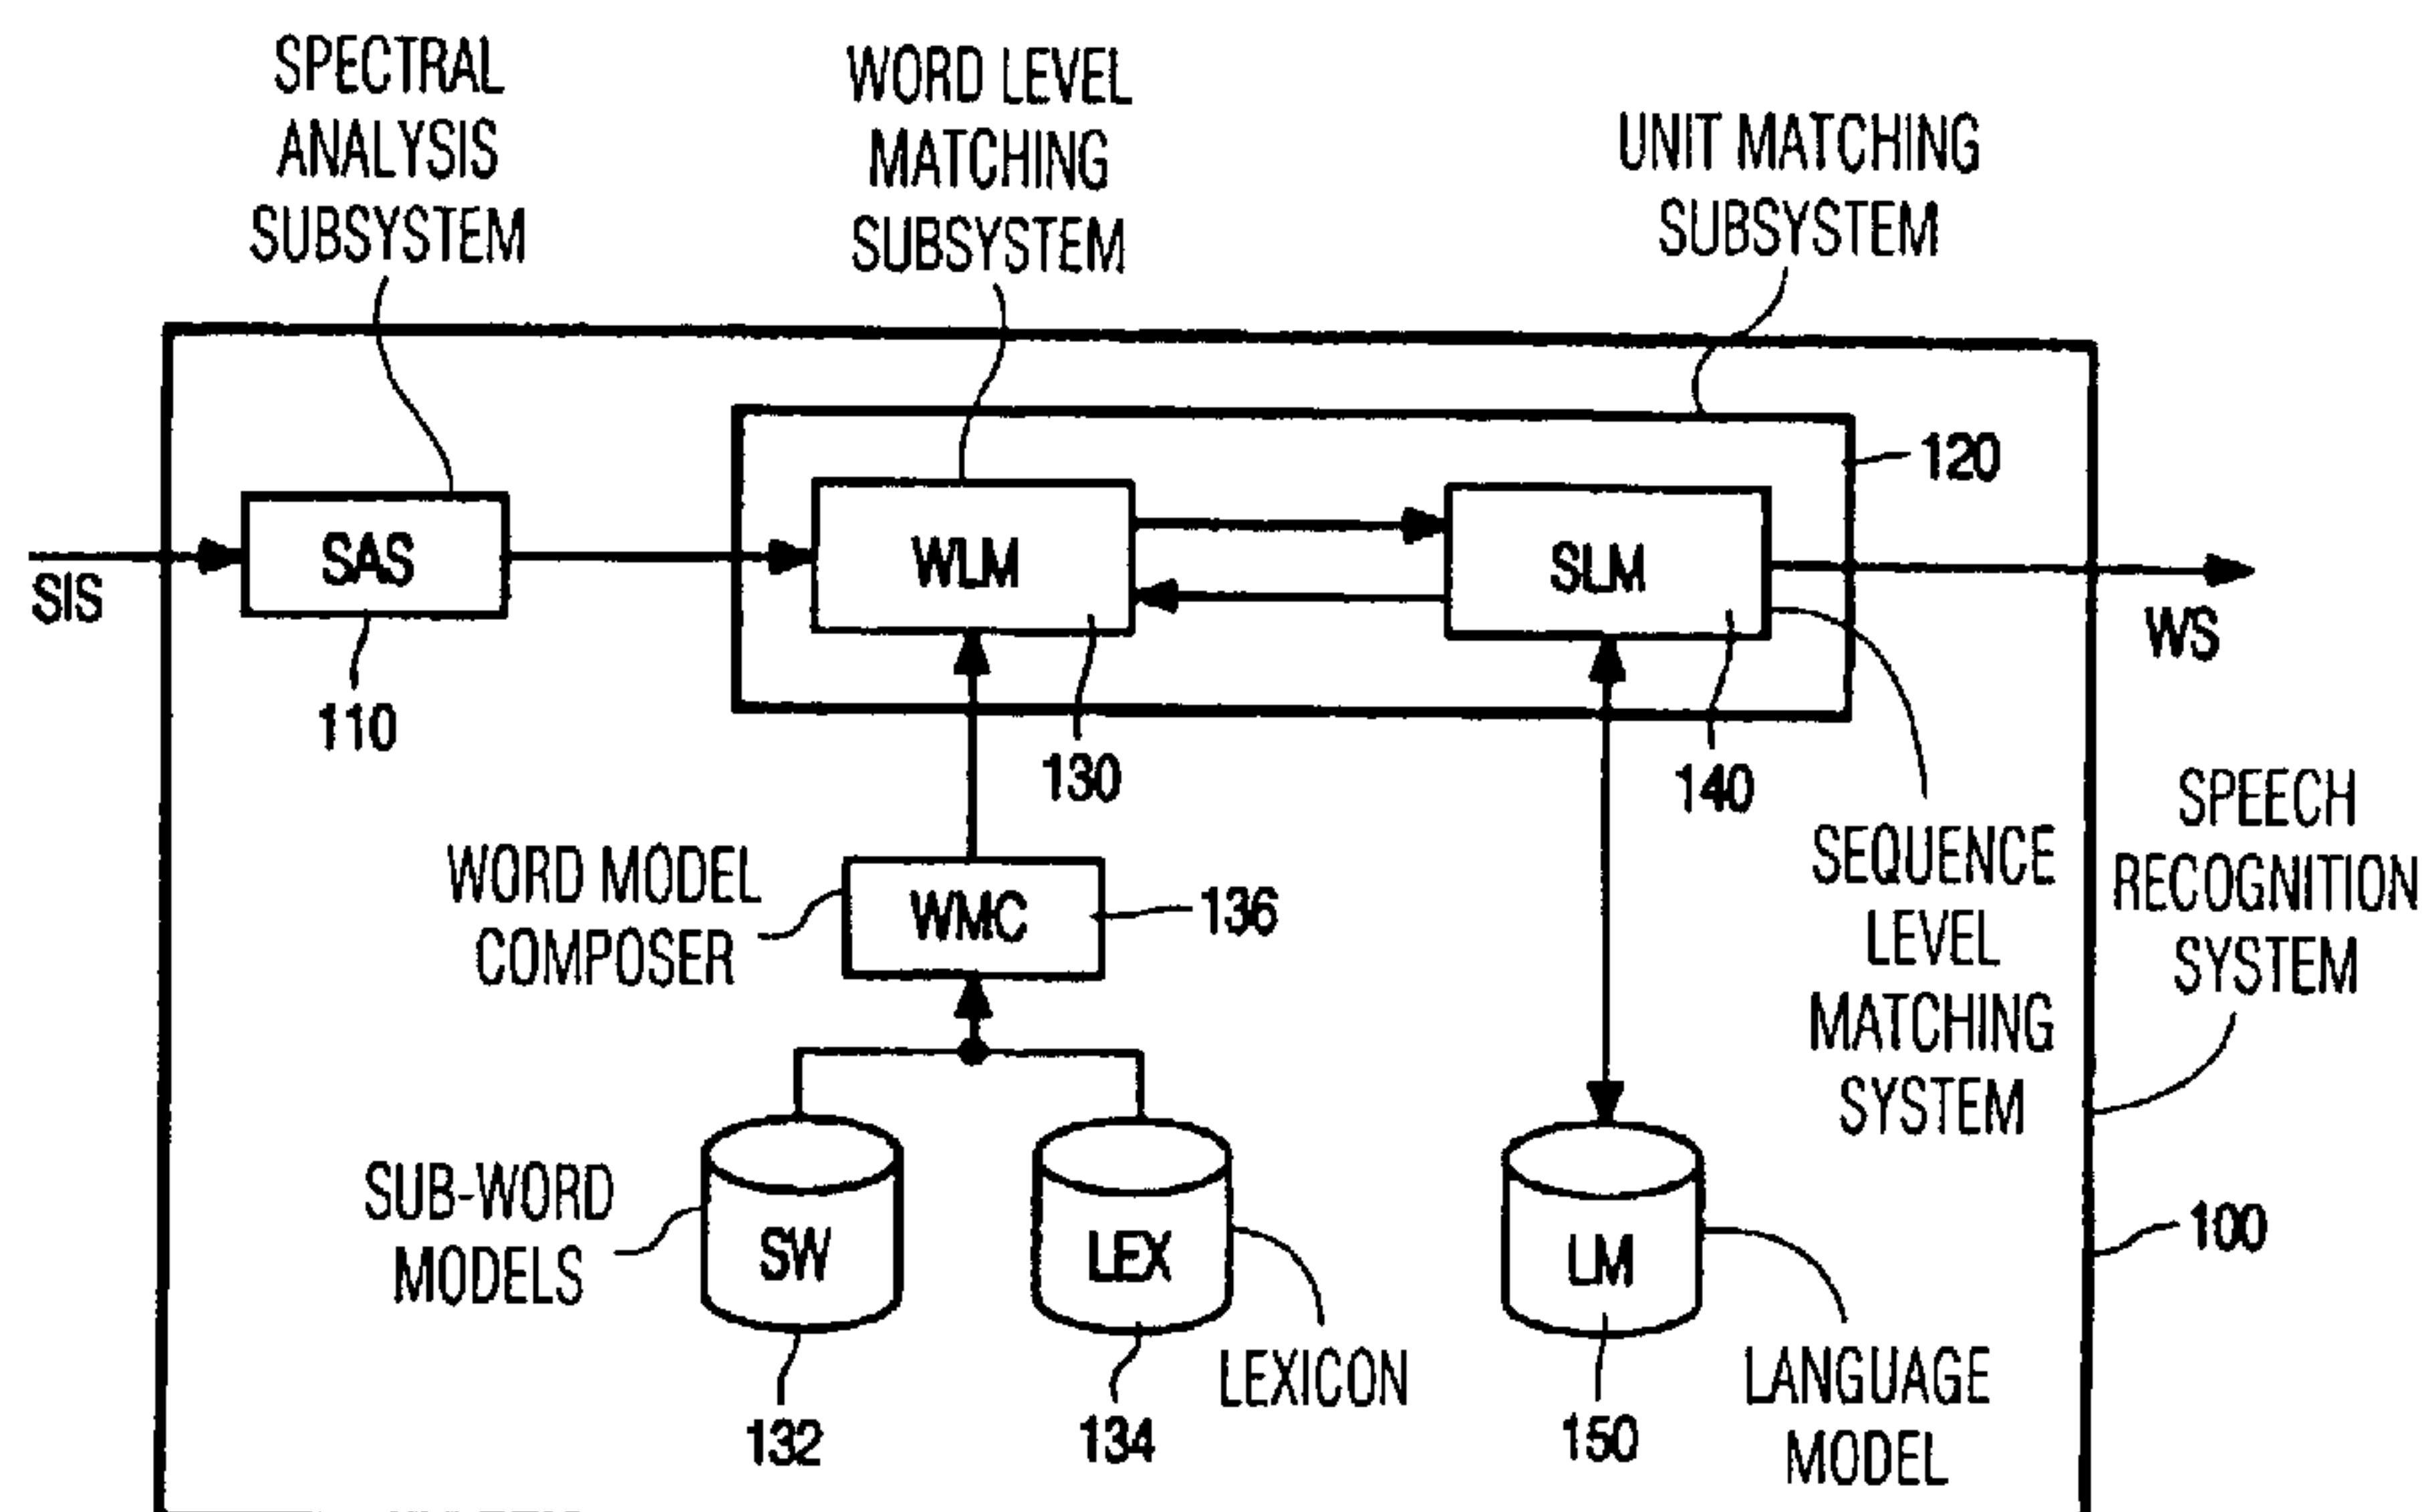 SPECTRAL
ANALYSIS
SUBSYSTEM
WORD LEVEL
MATCHING
SUBSYSTEM
UNIT MATCHING
SUBSYSTEM
120
SAS
WLM
SLM
SIS
WS
110
130
140
SPEECH
RECOGNITION
SYSTEM
SEQUENCE
LEVEL
MATCHING
SYSTEM
WORD MODEL
COMPOSER
WMC
136
SUB-WORD
MODELS
SW
LEX
LM
100
LEXICON
LANGUAGE
MODEL
132
134
150